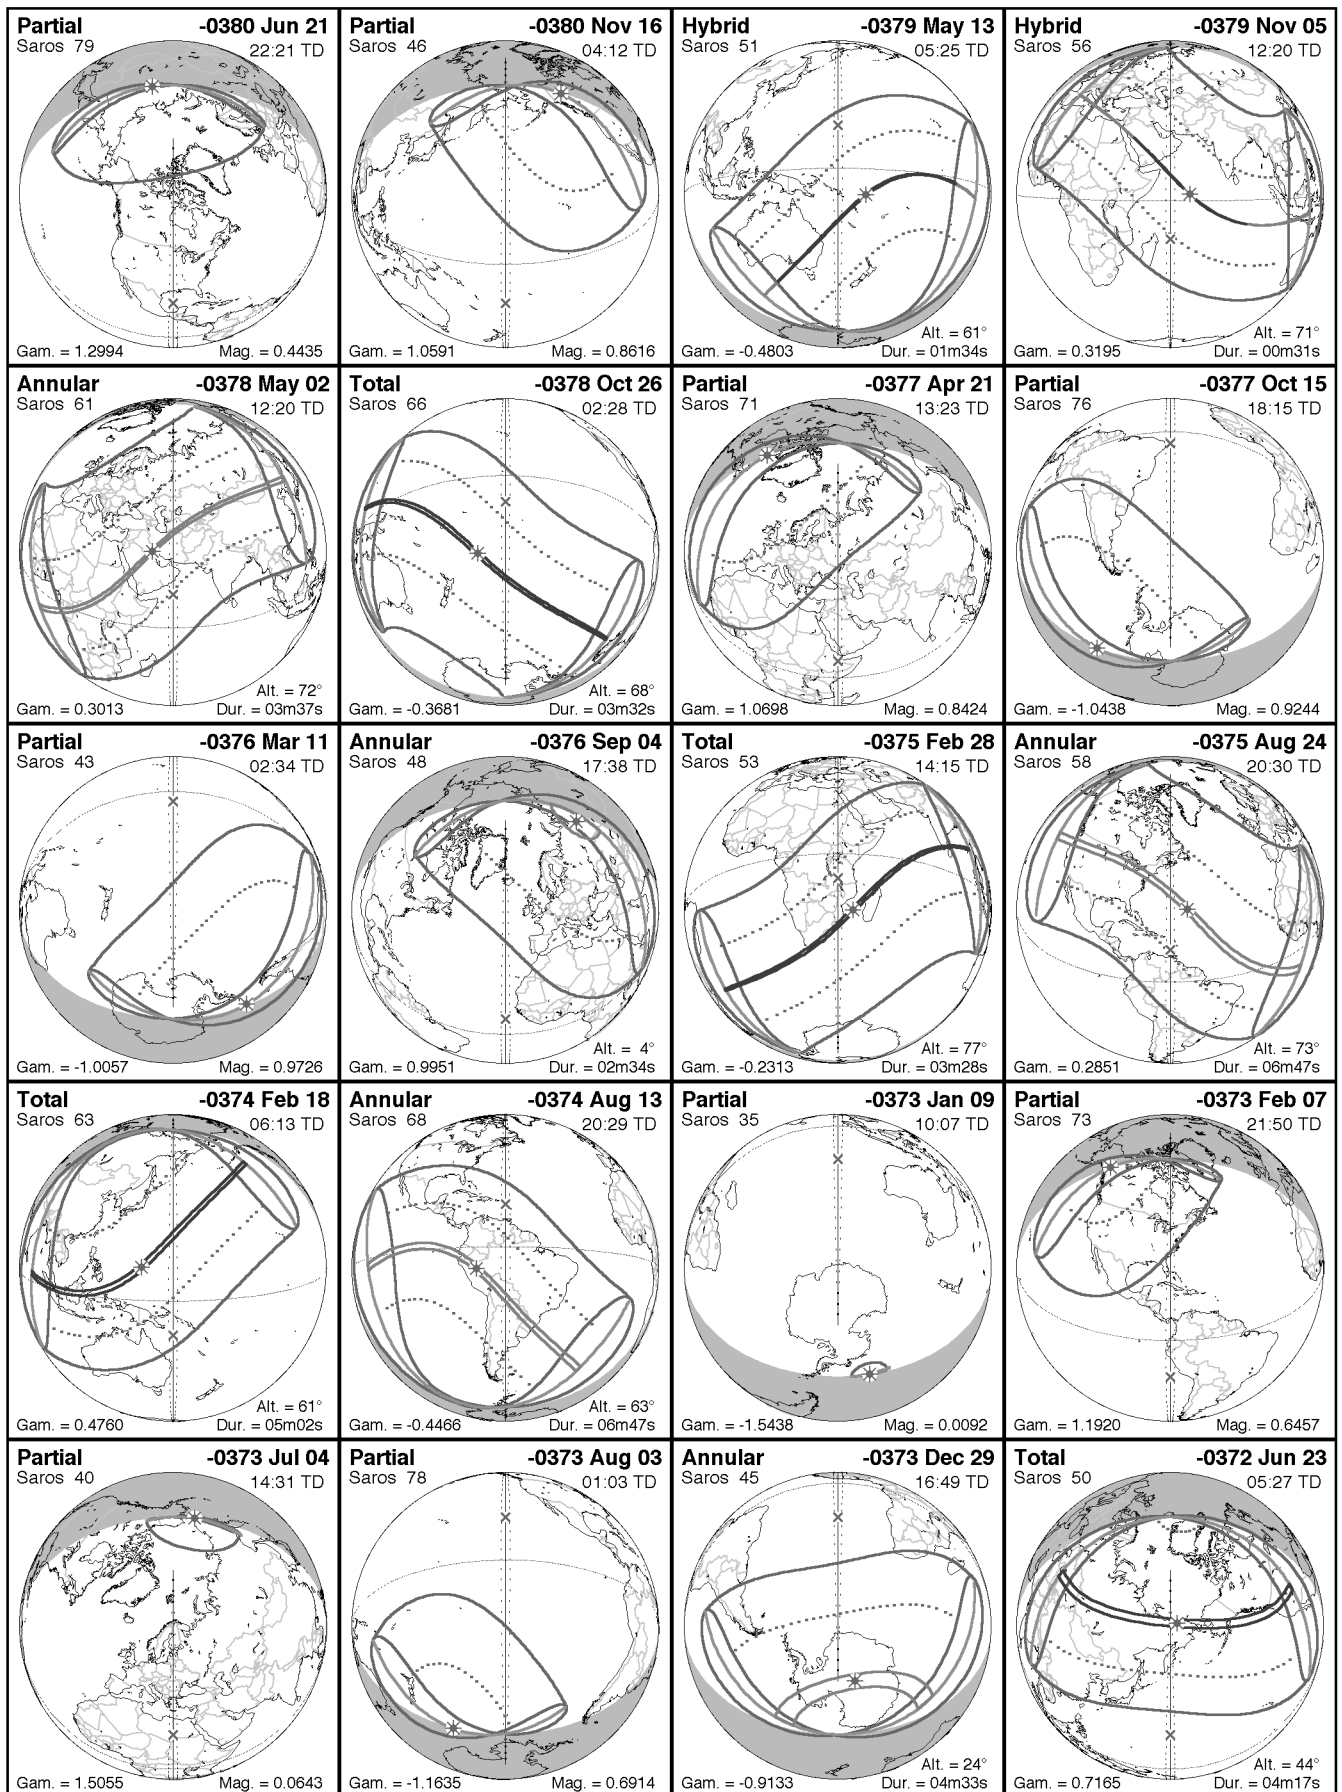 Partial -0380 Jun 21
Saros 79 22:21 TD
Gam. = 1.2994 Mag. = 0.4435
Partial -0380 Nov 16
Saros 46 04:12 TD
Gam. = 1.0591 Mag. = 0.8616
Hybrid -0379 May 13
Saros 51 05:25 TD
Alt. = 61°
Gam. = -0.4803 Dur. = 01m34s
Hybrid -0379 Nov 05
Saros 56 12:20 TD
Alt. = 71°
Gam. = 0.3195 Dur. = 00m31s
Annular -0378 May 02
Saros 61 12:20 TD
Alt. = 72°
Gam. = 0.3013 Dur. = 03m37s
Total -0378 Oct 26
Saros 66 02:28 TD
Alt. = 68°
Gam. = -0.3681 Dur. = 03m32s
Partial -0377 Apr 21
Saros 71 13:23 TD
Gam. = 1.0698 Mag. = 0.8424
Partial -0377 Oct 15
Saros 76 18:15 TD
Gam. = -1.0438 Mag. = 0.9244
Partial -0376 Mar 11
Saros 43 02:34 TD
Gam. = -1.0057 Mag. = 0.9726
Annular -0376 Sep 04
Saros 48 17:38 TD
Alt. = 4°
Gam. = 0.9951 Dur. = 02m34s
Total -0375 Feb 28
Saros 53 14:15 TD
Alt. = 77°
Gam. = -0.2313 Dur. = 03m28s
Annular -0375 Aug 24
Saros 58 20:30 TD
Alt. = 73°
Gam. = 0.2851 Dur. = 06m47s
Total -0374 Feb 18
Saros 63 06:13 TD
Alt. = 61°
Gam. = 0.4760 Dur. = 05m02s
Annular -0374 Aug 13
Saros 68 20:29 TD
Alt. = 63°
Gam. = -0.4466 Dur. = 06m47s
Partial -0373 Jan 09
Saros 35 10:07 TD
Gam. = -1.5438 Mag. = 0.0092
Partial -0373 Feb 07
Saros 73 21:50 TD
Gam. = 1.1920 Mag. = 0.6457
Partial -0373 Jul 04
Saros 40 14:31 TD
Gam. = 1.5055 Mag. = 0.0643
Partial -0373 Aug 03
Saros 78 01:03 TD
Gam. = -1.1635 Mag. = 0.6914
Annular -0373 Dec 29
Saros 45 16:49 TD
Alt. = 24°
Gam. = -0.9133 Dur. = 04m33s
Total -0372 Jun 23
Saros 50 05:27 TD
Alt. = 44°
Gam. = 0.7165 Dur. = 04m17s